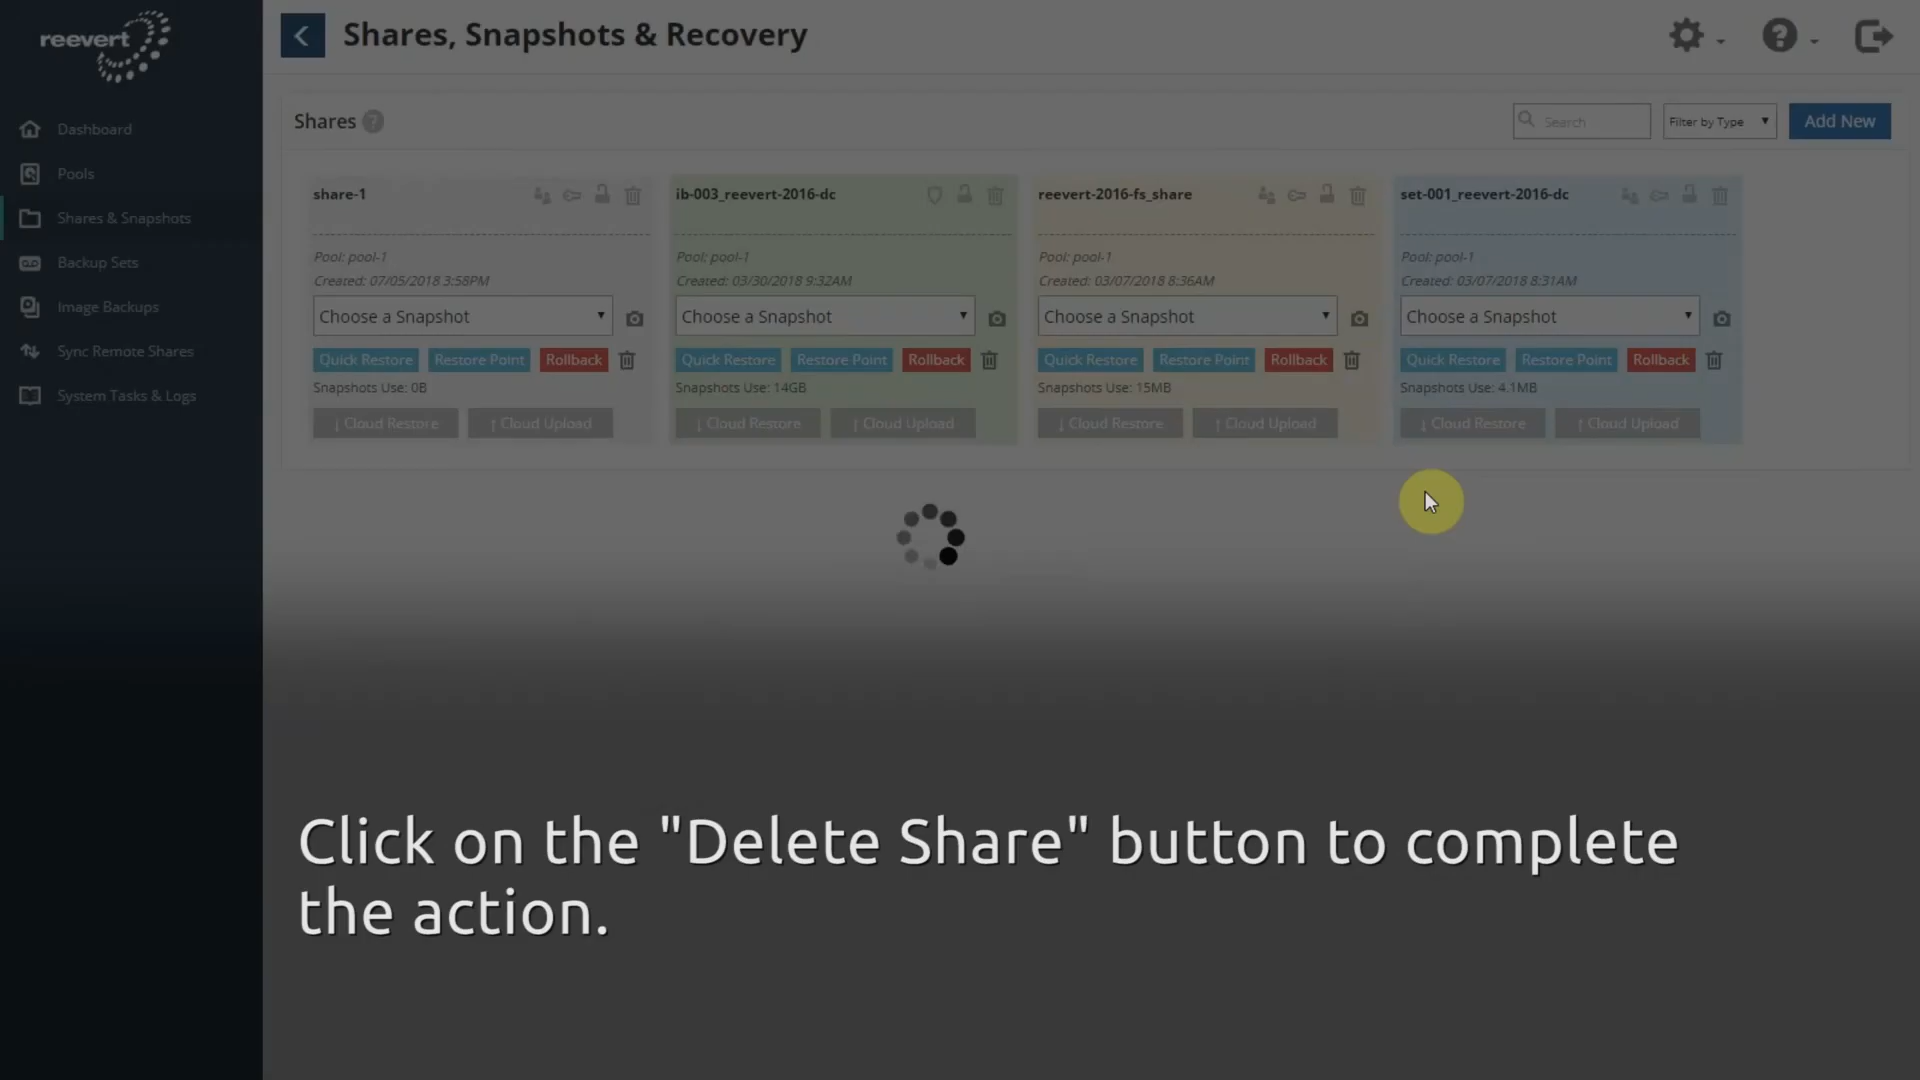 reevert
Shares, Snapshots & Recovery
Dashboard
Pools
Shares & Snapshots
Backup Sets
Image Backups
Sync Remote Shares
System Tasks & Logs
Shares ?
Search
Filter by Type
Add New
share-1
Pool: pool-1
Created: 07/05/2018 3:58PM
Choose a Snapshot
Quick Restore Restore Point Rollback
Snapshots Use: 0B
↓ Cloud Restore ↑ Cloud Upload
ib-003_reevert-2016-dc
Pool: pool-1
Created: 03/30/2018 9:32AM
Choose a Snapshot
Quick Restore Restore Point Rollback
Snapshots Use: 14GB
↓ Cloud Restore ↑ Cloud Upload
reevert-2016-fs_share
Pool: pool-1
Created: 03/07/2018 8:36AM
Choose a Snapshot
Quick Restore Restore Point Rollback
Snapshots Use: 15MB
↓ Cloud Restore ↑ Cloud Upload
set-001_reevert-2016-dc
Pool: pool-1
Created: 03/07/2018 8:31AM
Choose a Snapshot
Quick Restore Restore Point Rollback
Snapshots Use: 4.1MB
↓ Cloud Restore ↑ Cloud Upload
Click on the "Delete Share" button to complete
the action.